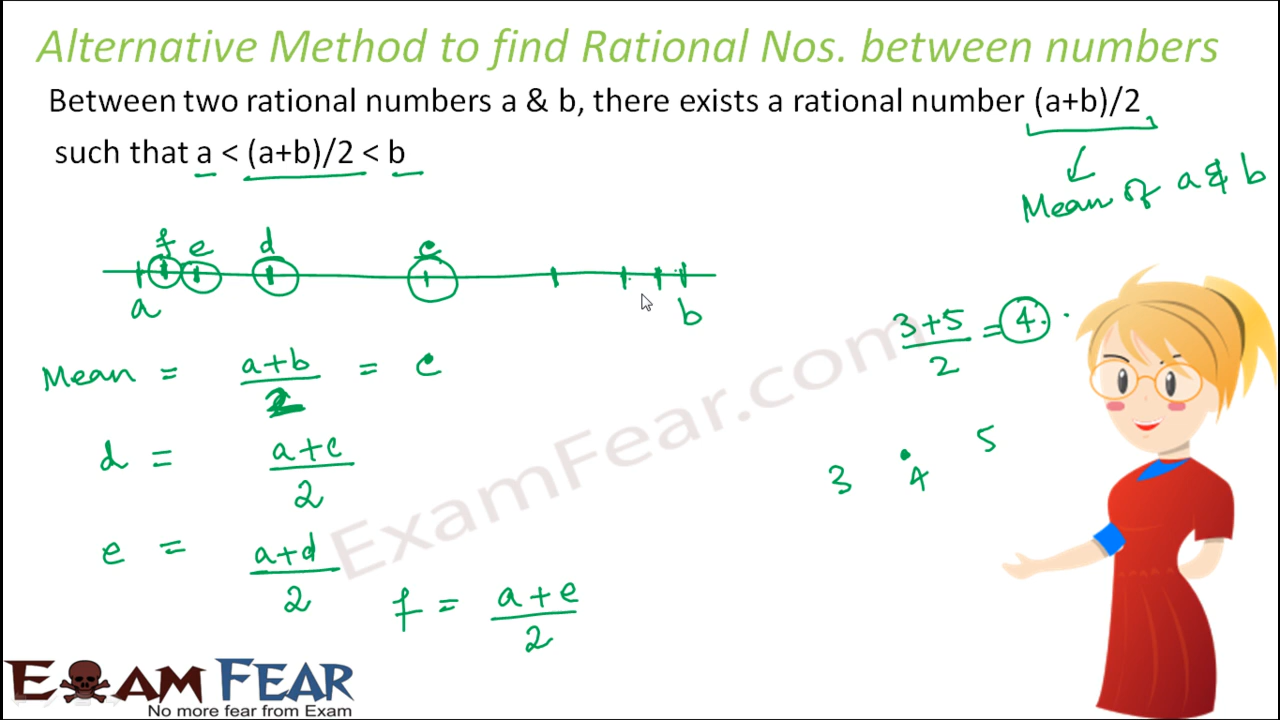 Alternative Method to find Rational Nos. between numbers
Between two rational numbers a & b, there exists a rational number (a+b)/2
such that a < (a+b)/2 < b
Mean of a & b
f e d c
a b
3+5/2 = 4
Mean = a+b/2 = c
d = a+c/2
3 4 5
e = a+d/2
f = a+e/2
ExamFear.com
EXAM FEAR
No more fear from Exam